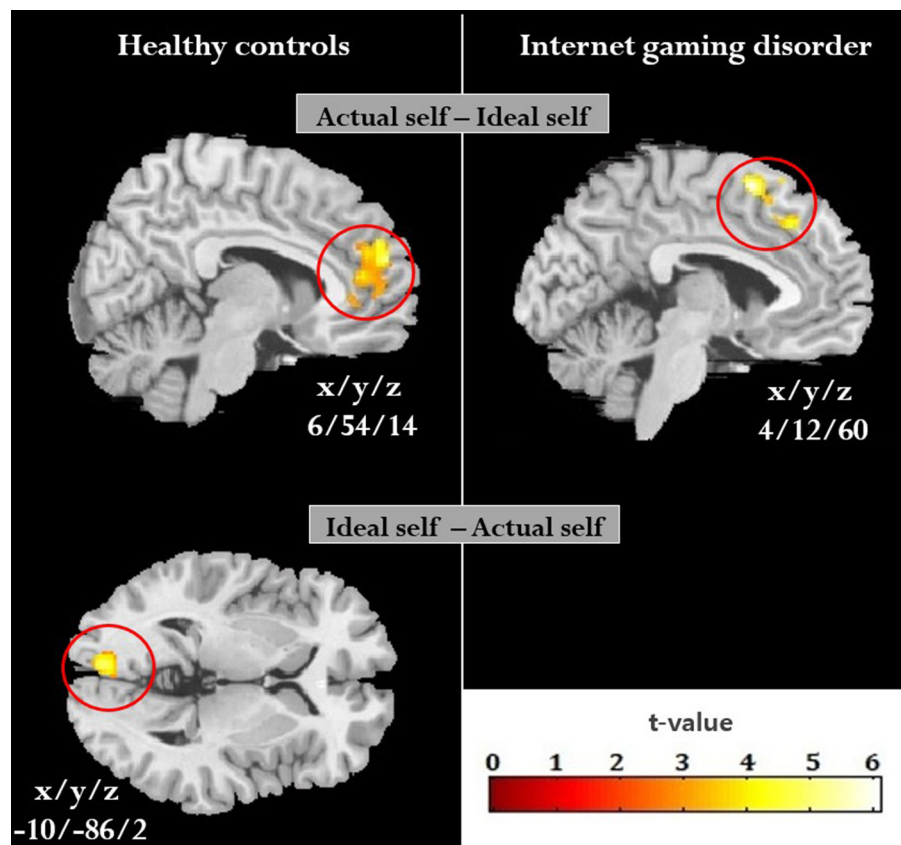 Healthy controls
Internet gaming disorder
Actual self – Ideal self
x/y/z
6/54/14
x/y/z
4/12/60
Ideal self – Actual self
x/y/z
-10/-86/2
t-value
0 1 2 3 4 5 6